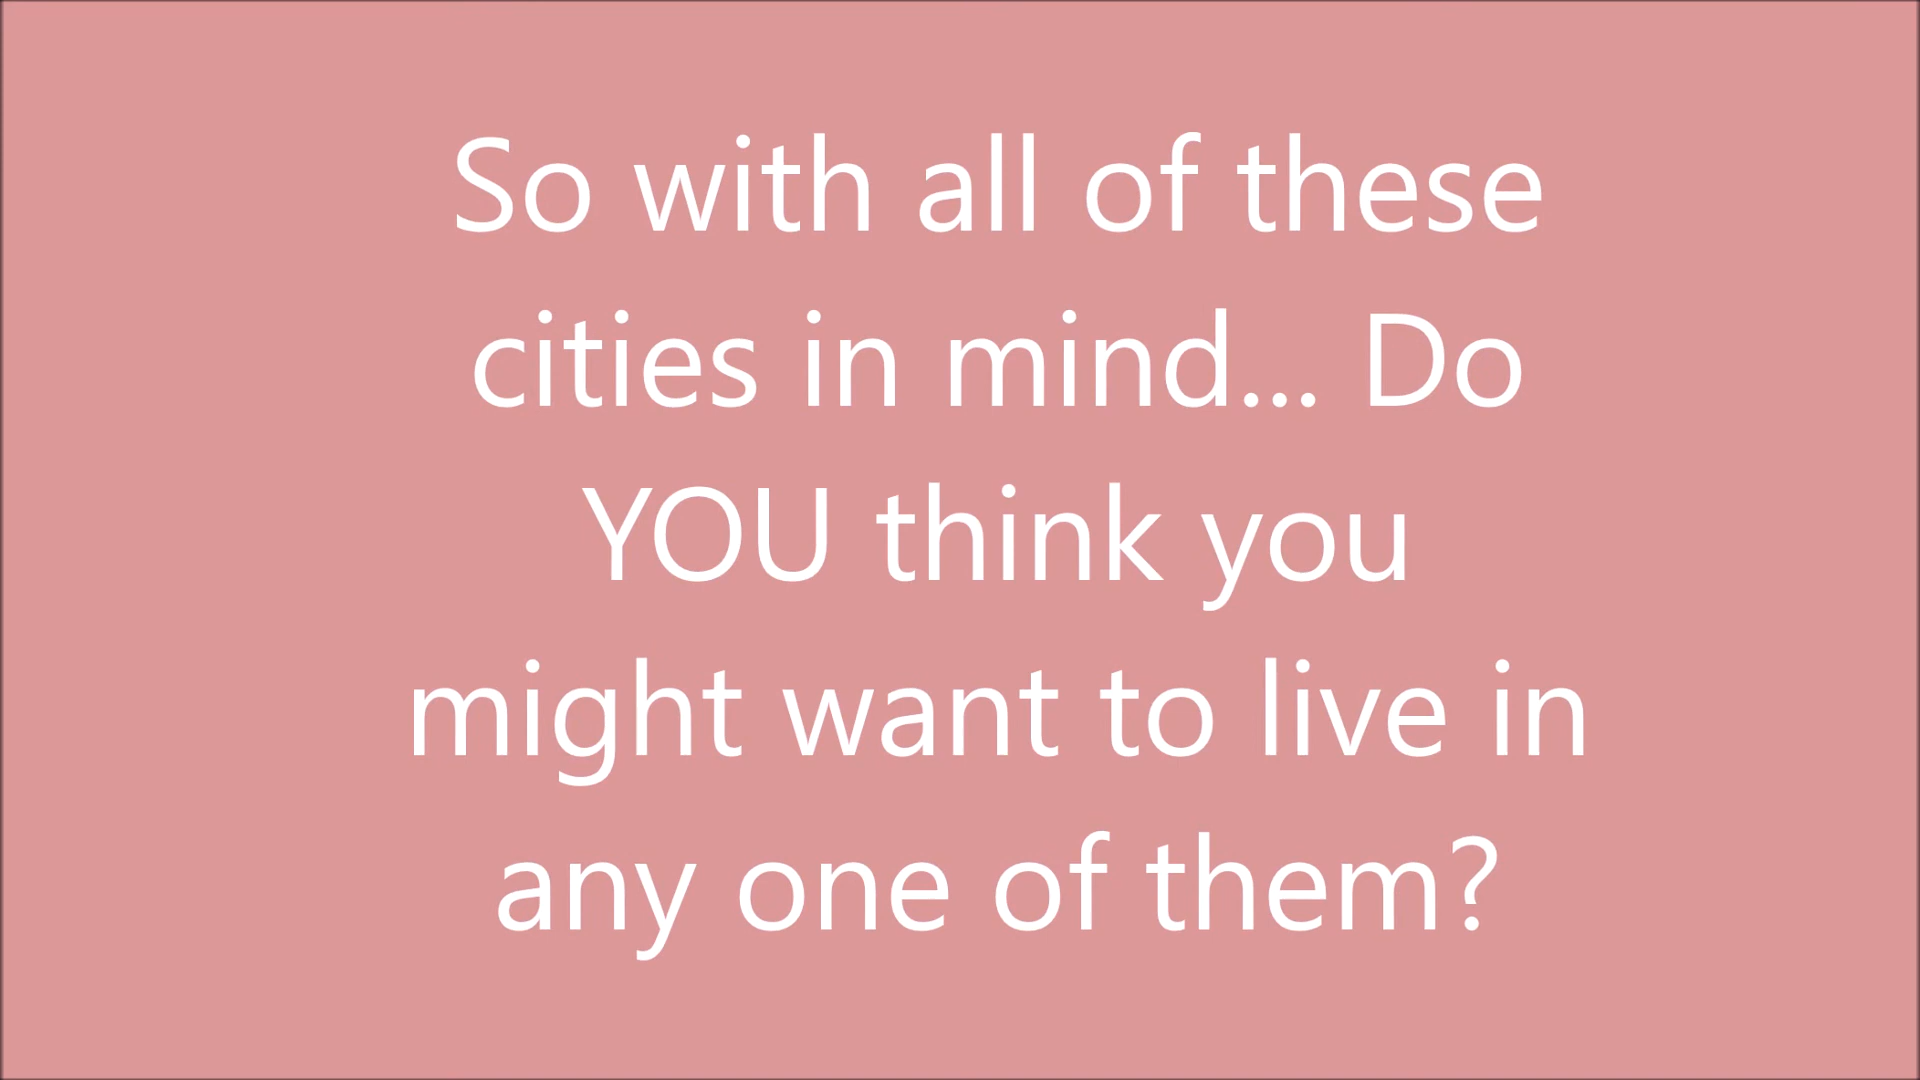 So with all of these
cities in mind... Do
YOU think you
might want to live in
any one of them?